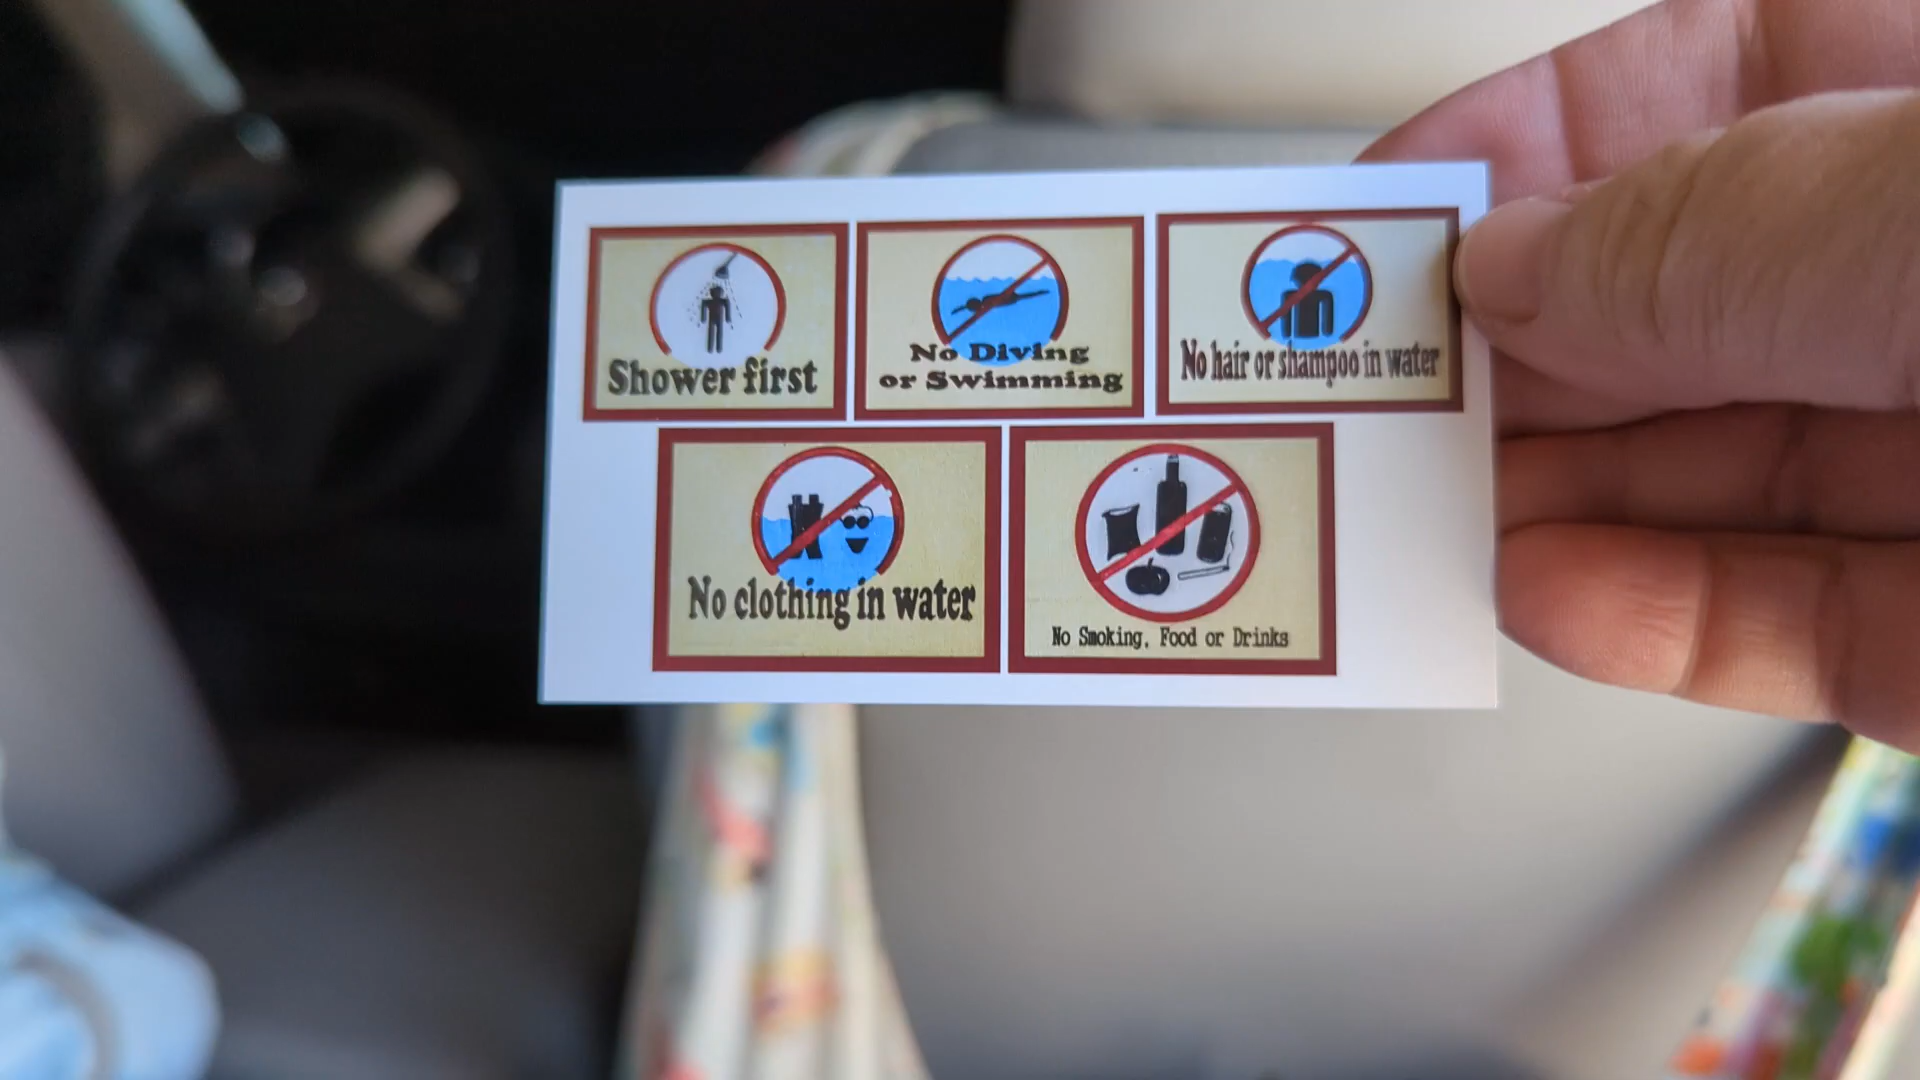 Shower first
No Diving
or Swimming
No hair or shampoo in water
No clothing in water
No Smoking, Food or Drinks